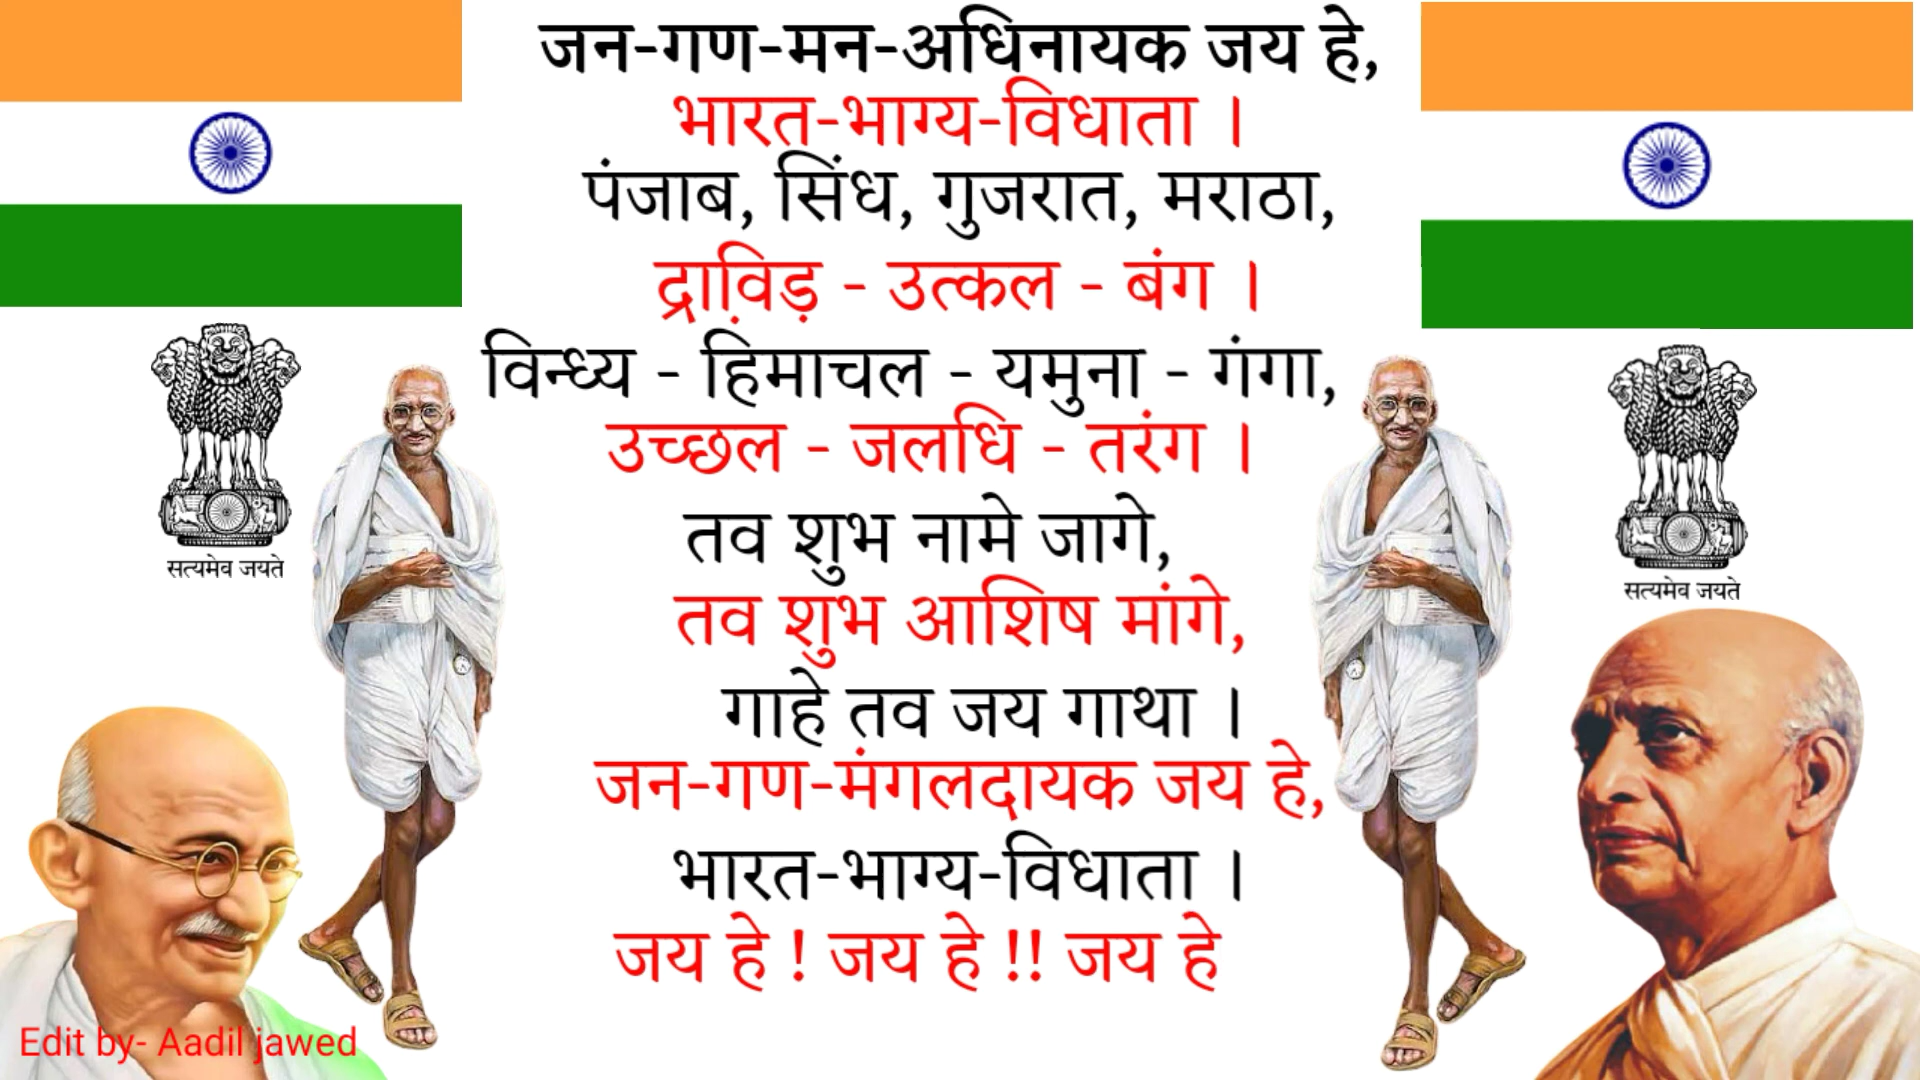 जन-गण-मन-अधिनायक जय हे,
भारत-भाग्य-विधाता ।
पंजाब, सिंध, गुजरात, मराठा,
द्राव़िड़ - उत्कल - बंग ।
विन्ध्य - हिमाचल - यमुना - गंगा,
उच्छल - जलधि - तरंग ।
तव शुभ नामे जागे,
तव शुभ आशिष मांगे,
गाहे तव जय गाथा ।
जन-गण-मंगलदायक जय हे,
भारत-भाग्य-विधाता ।
जय हे ! जय हे !! जय हे
सत्यमेव जयते
सत्यमेव जयते
Edit by- Aadil jawed